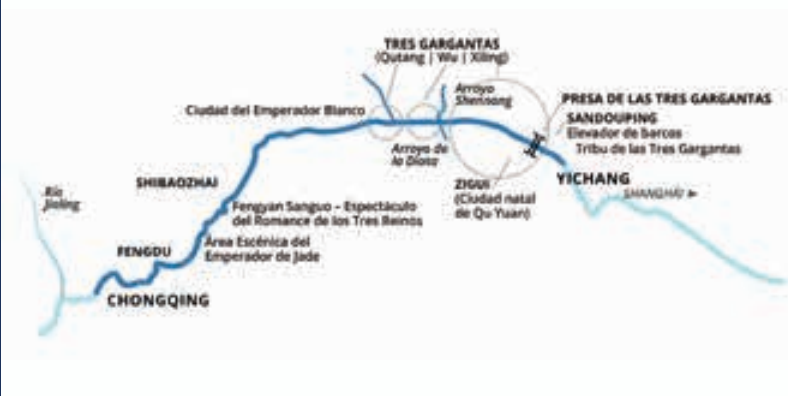 TRES GARGANTAS
(Qutang | Wu | Xiling)
Ciudad del Emperador Blanco
Arroyo
Shennong
PRESA DE LAS TRES GARGANTAS
SANDOUPING
Elevador de barcos
Tribu de las Tres Gargantas
Arroyo de
la Diosa
ZIGUI
(Ciudad natal
de Qu Yuan)
YICHANG
SHANGHAI
SHIBAOZHAI
Río
Jialing
Fengyan Sanguo – Espectáculo
del Romance de los Tres Reinos
FENGDU
Área Escénica del
Emperador de Jade
CHONGQING